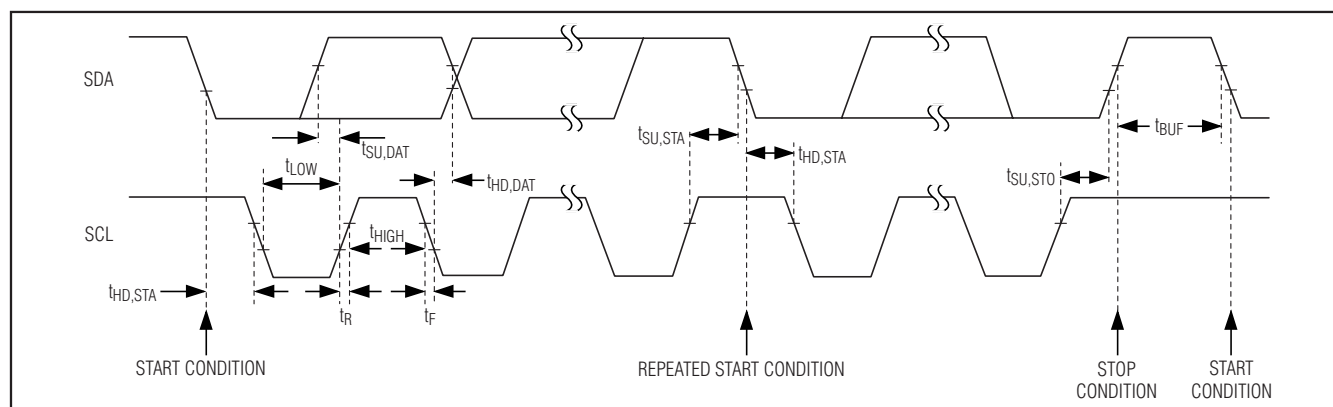 SDA
tSU,DAT
tLOW
tHD,DAT
tSU,STA
tHD,STA
tBUF
tSU,STO
SCL
tHIGH
tHD,STA
tR
tF
START CONDITION
REPEATED START CONDITION
STOP
CONDITION
START
CONDITION